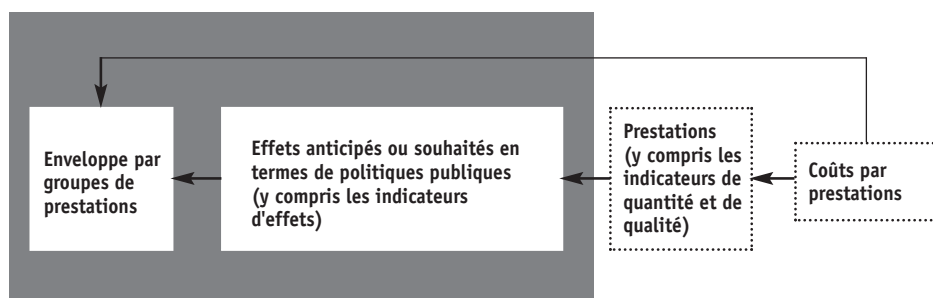 Enveloppe par
groupes de
prestations
Effets anticipés ou souhaités en
termes de politiques publiques
(y compris les indicateurs
d'effets)
Prestations
(y compris les
indicateurs de
quantité et de
qualité)
Coûts par
prestations